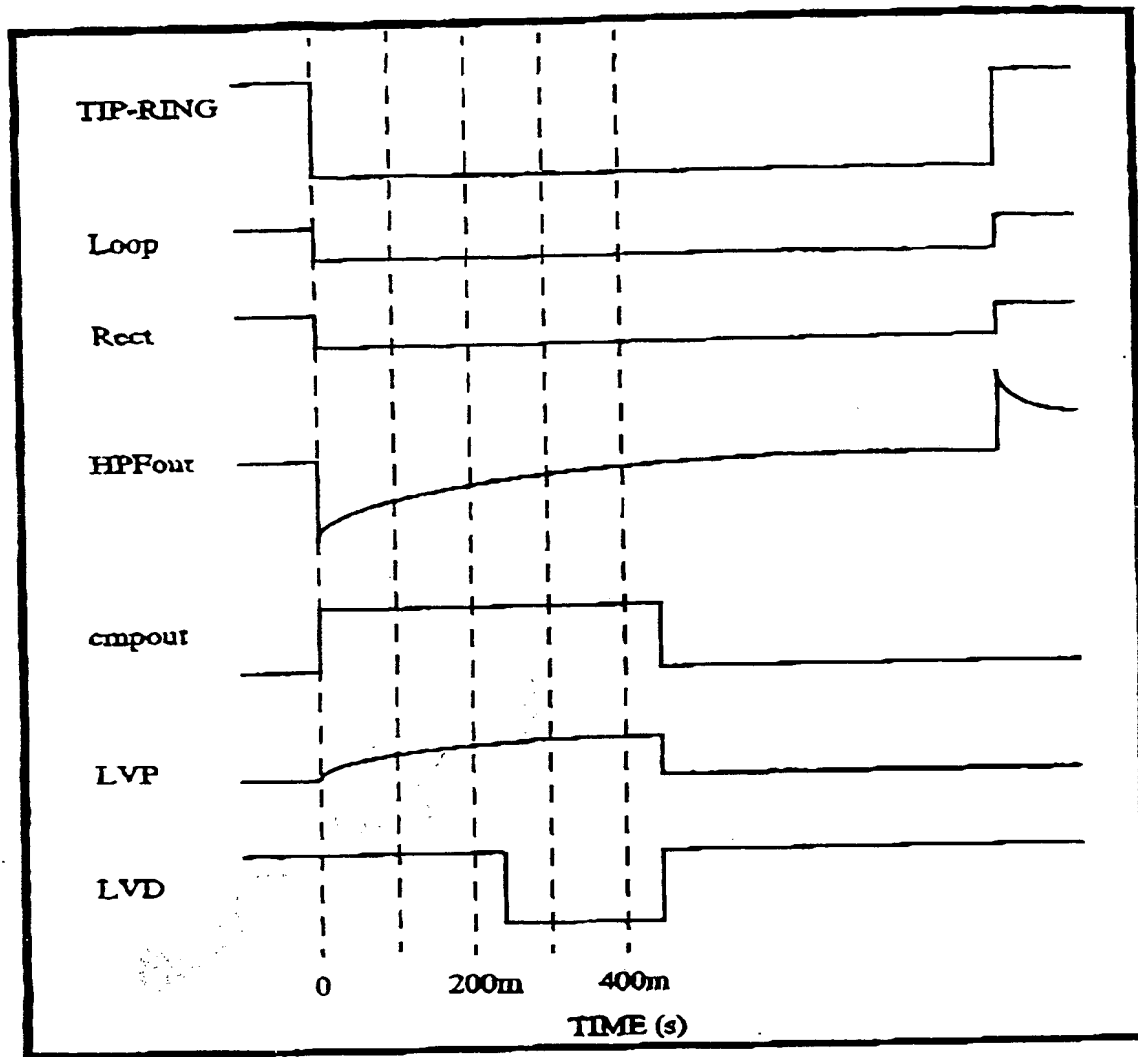 TIP-RING
Loop
Rect
HPFout
cmpout
LVP
LVD
0 200m 400m
TIME (s)